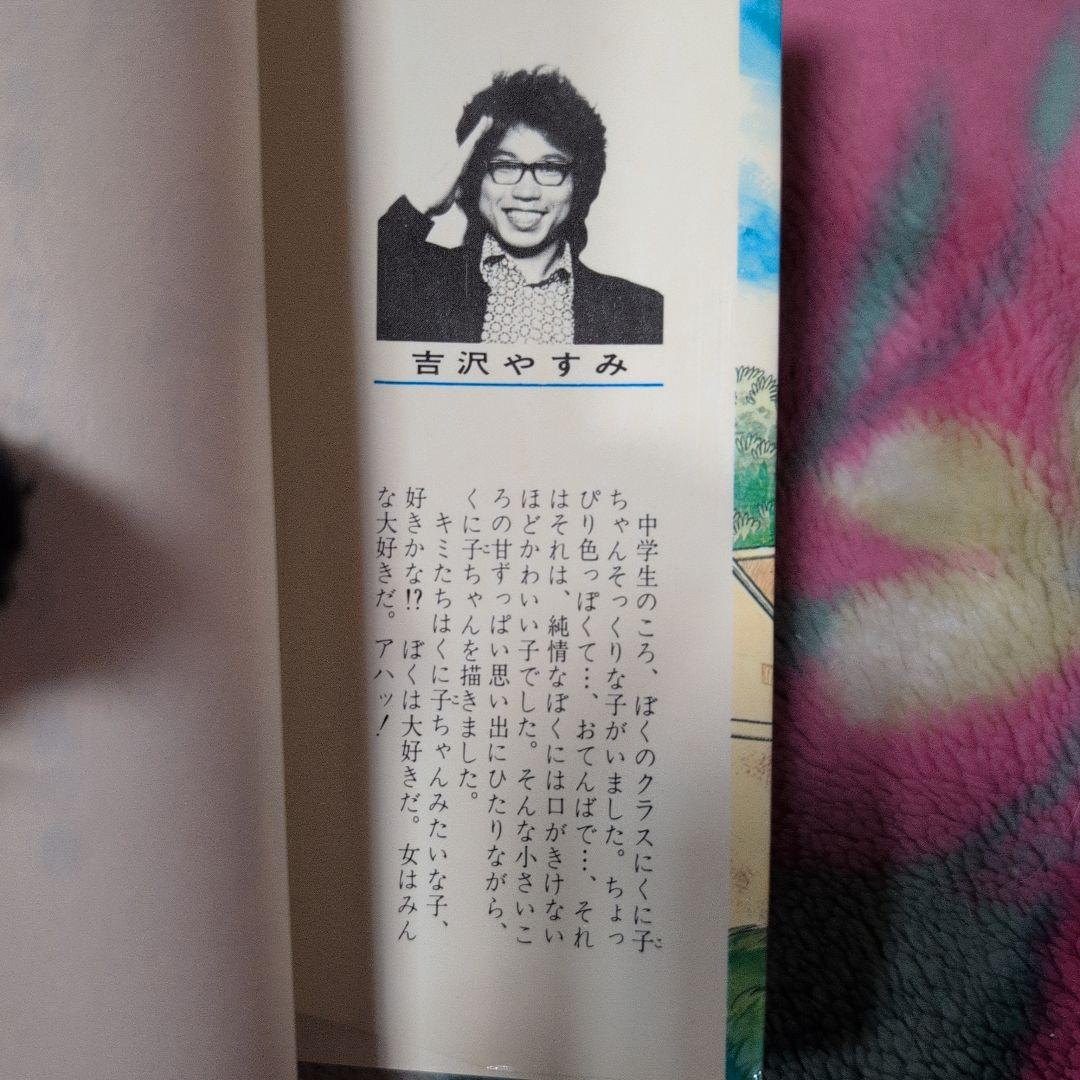 吉沢やすみ
中学生のころ、ぼくのクラスにくに子
ちゃんそっくりな子がいました。ちょっ
ぴり色っぽくて…、おてんばで…、それ
はそれは、純情なぼくには口がきけない
ほどかわいい子でした。そんな小さいこ
ろの甘ずっぱい思い出にひたりながら、
くに子ちゃんを描きました。
キミたちはくに子ちゃんみたいな子、
好きかな!? ぼくは大好きだ。女はみん
な大好きだ。アハッ!